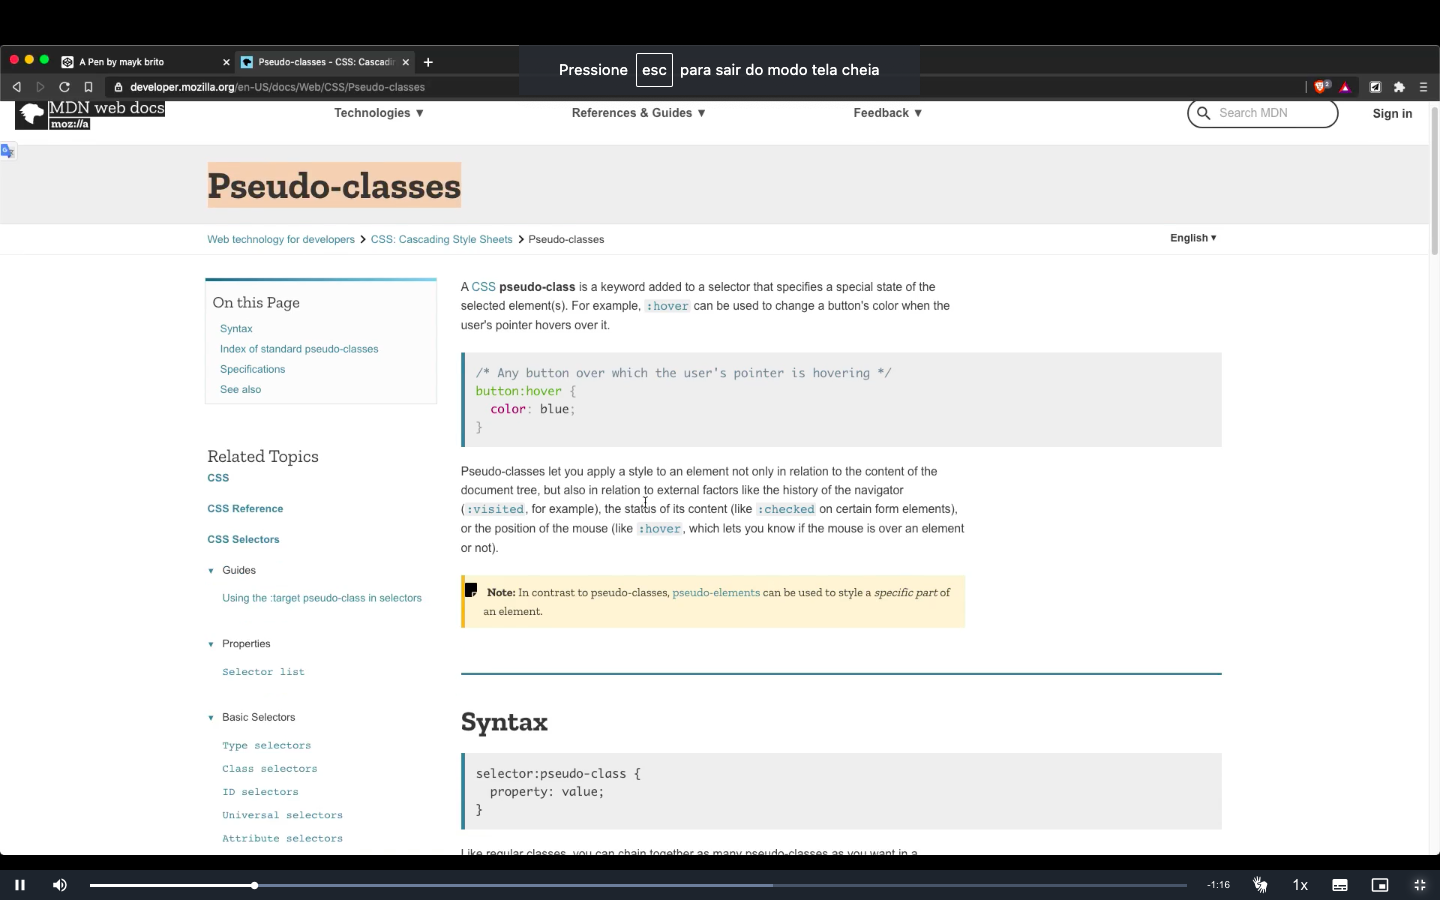 A Pen by mayk brito
Pseudo-classes - CSS: Cascadin
Pressione esc para sair do modo tela cheia
developer.mozilla.org/en-US/docs/Web/CSS/Pseudo-classes
MDN web docs
moz://a
Technologies ▼
References & Guides ▼
Feedback ▼
Search MDN
Sign in
Pseudo-classes
Web technology for developers > CSS: Cascading Style Sheets > Pseudo-classes
English ▼
On this Page
Syntax
Index of standard pseudo-classes
Specifications
See also
Related Topics
CSS
CSS Reference
CSS Selectors
Guides
Using the :target pseudo-class in selectors
Properties
Selector list
Basic Selectors
Type selectors
Class selectors
ID selectors
Universal selectors
Attribute selectors
A CSS pseudo-class is a keyword added to a selector that specifies a special state of the
selected element(s). For example, :hover can be used to change a button's color when the
user's pointer hovers over it.
/* Any button over which the user's pointer is hovering */
button:hover {
color: blue;
}
Pseudo-classes let you apply a style to an element not only in relation to the content of the
document tree, but also in relation to external factors like the history of the navigator
(:visited, for example), the status of its content (like :checked on certain form elements),
or the position of the mouse (like :hover, which lets you know if the mouse is over an element
or not).
Note: In contrast to pseudo-classes, pseudo-elements can be used to style a specific part of
an element.
Syntax
selector:pseudo-class {
property: value;
}
Like regular classes, you can chain together as many pseudo-classes as you want in a
-1:16
1x